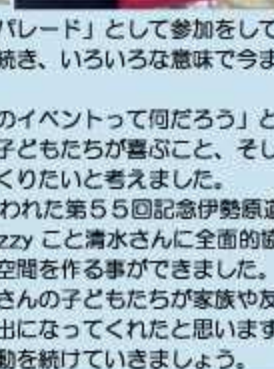 パレード」として参加をして
続き、いろいろな意味で今ま
のイベントって何だろう」と
子どもたちが喜ぶこと、そし
くりたいと考えました。
われた第５５回記念伊勢原道
zzy こと清水さんに全面的協
空間を作る事ができました。
さんの子どもたちが家族や友
出になってくれたと思います
動を続けていきましょう。